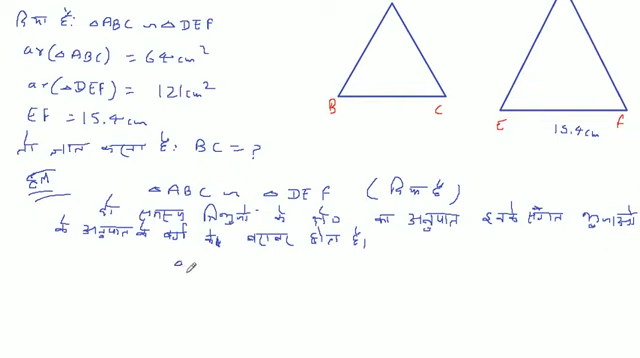 दिया है: △ABC ∼ △DEF
ar(△ABC) = 64 cm²
ar(△DEF) = 121 cm²
EF = 15.4 cm
तो ज्ञात करना है: BC = ?
B C
E F
15.4 cm
हल
△ABC ∼ △DEF (दिया है)
दो समरूप त्रिभुजों के क्षे० का अनुपात इनके संगत भुजाओं
के अनुपात के वर्ग के बराबर होता है।
△